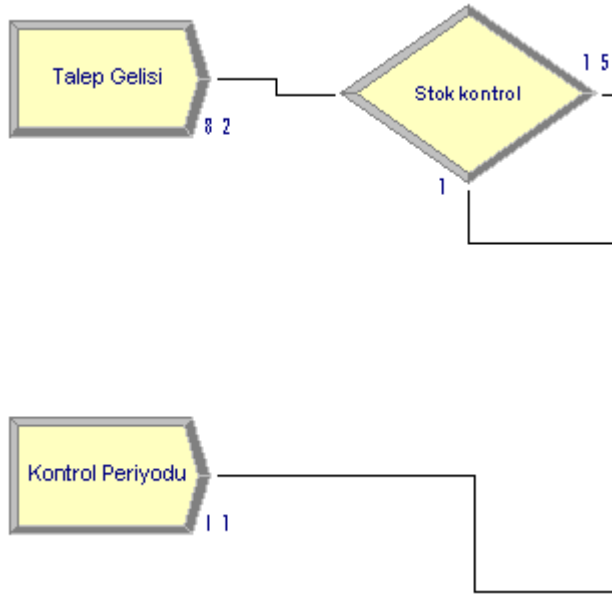 Talep Gelisi
8 2
Stok kontrol
1 5
1
Kontrol Periyodu
1 1